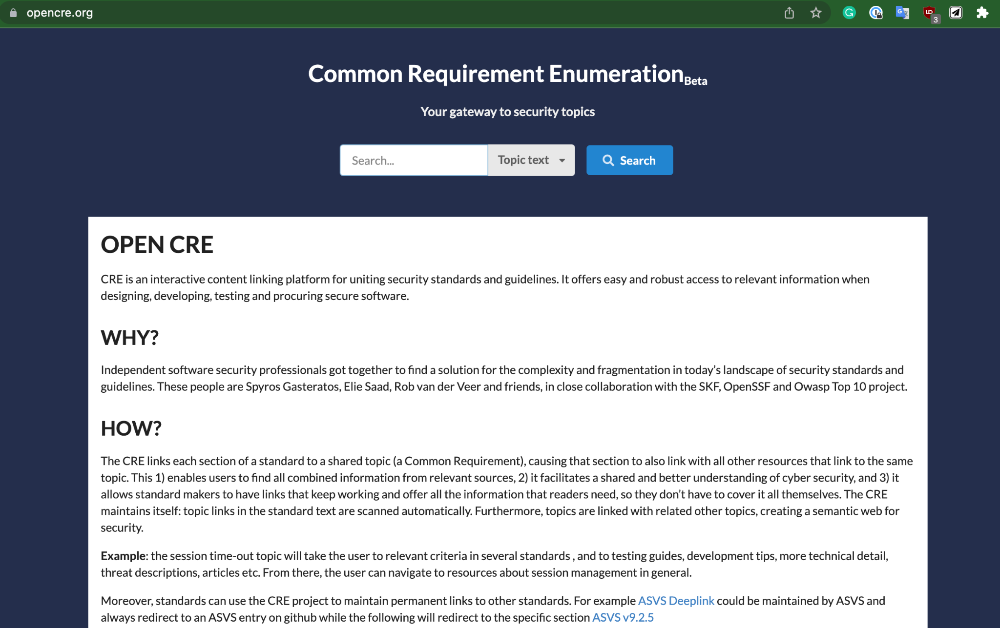 opencre.org
3
Common Requirement Enumeration Beta
Your gateway to security topics
Search...
Topic text
Search
OPEN CRE
CRE is an interactive content linking platform for uniting security standards and guidelines. It offers easy and robust access to relevant information when
designing, developing, testing and procuring secure software.
WHY?
Independent software security professionals got together to find a solution for the complexity and fragmentation in today’s landscape of security standards and
guidelines. These people are Spyros Gasteratos, Elie Saad, Rob van der Veer and friends, in close collaboration with the SKF, OpenSSF and Owasp Top 10 project.
HOW?
The CRE links each section of a standard to a shared topic (a Common Requirement), causing that section to also link with all other resources that link to the same
topic. This 1) enables users to find all combined information from relevant sources, 2) it facilitates a shared and better understanding of cyber security, and 3) it
allows standard makers to have links that keep working and offer all the information that readers need, so they don’t have to cover it all themselves. The CRE
maintains itself: topic links in the standard text are scanned automatically. Furthermore, topics are linked with related other topics, creating a semantic web for
security.
Example: the session time-out topic will take the user to relevant criteria in several standards , and to testing guides, development tips, more technical detail,
threat descriptions, articles etc. From there, the user can navigate to resources about session management in general.
Moreover, standards can use the CRE project to maintain permanent links to other standards. For example ASVS Deeplink could be maintained by ASVS and
always redirect to an ASVS entry on github while the following will redirect to the specific section ASVS v9.2.5